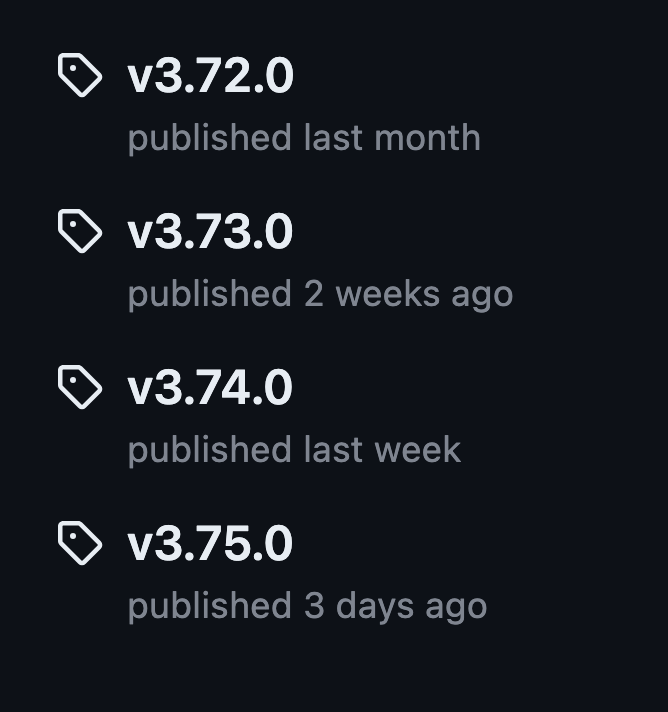 v3.72.0
published last month
v3.73.0
published 2 weeks ago
v3.74.0
published last week
v3.75.0
published 3 days ago